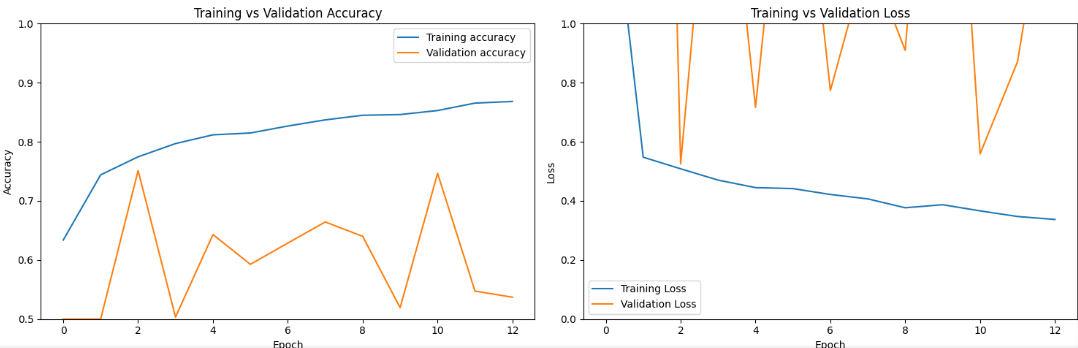 Training vs Validation Accuracy
1.0
0.9
0.8
0.7
0.6
0.5
Accuracy
Training accuracy
Validation accuracy
0 2 4 6 8 10 12
Epoch
Training vs Validation Loss
1.0
0.8
0.6
0.4
0.2
0.0
Loss
Training Loss
Validation Loss
0 2 4 6 8 10 12
Epoch